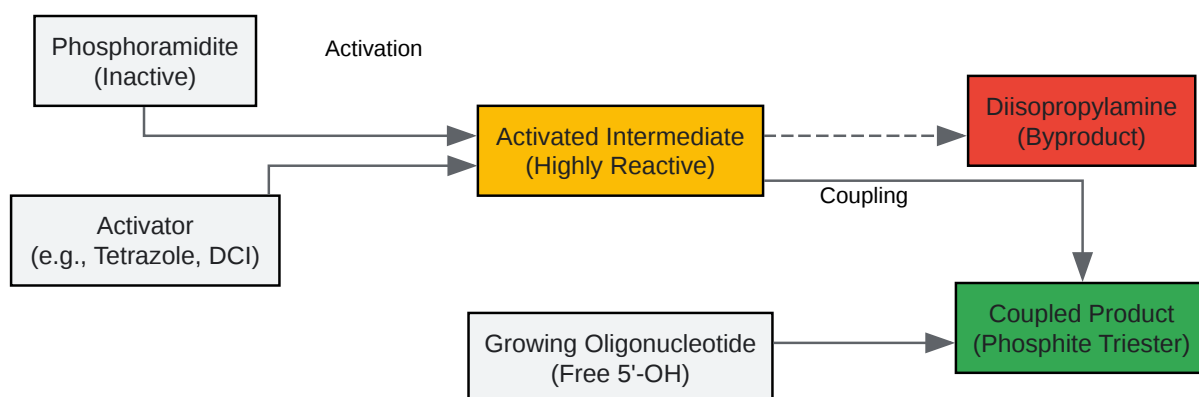 Phosphoramidite
(Inactive)
Activation
Activated Intermediate
(Highly Reactive)
Diisopropylamine
(Byproduct)
Activator
(e.g., Tetrazole, DCI)
Coupling
Growing Oligonucleotide
(Free 5'-OH)
Coupled Product
(Phosphite Triester)